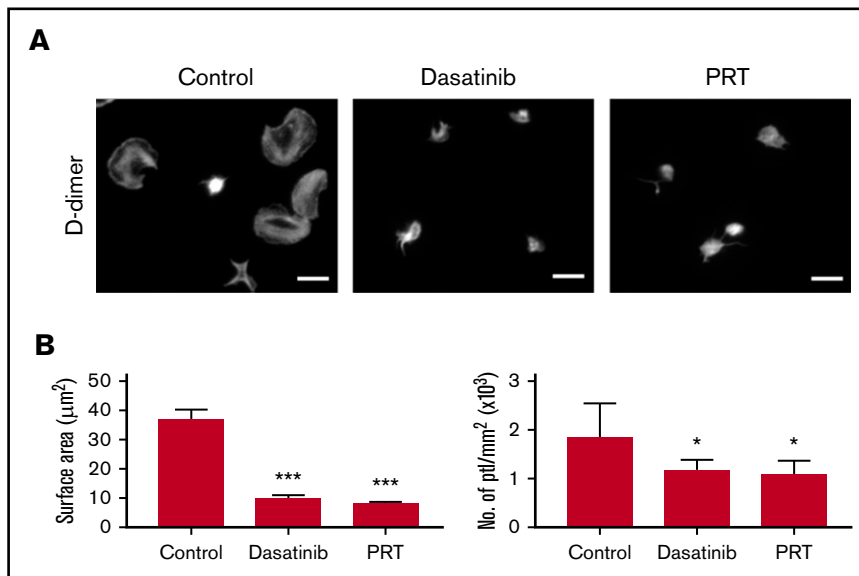 A
Control Dasatinib PRT
D-dimer
B
Surface area (μm²)
50
40
30
20
10
0
*** ***
Control Dasatinib PRT
No. of ptl/mm² (x10³)
3
2
1
0
* *
Control Dasatinib PRT